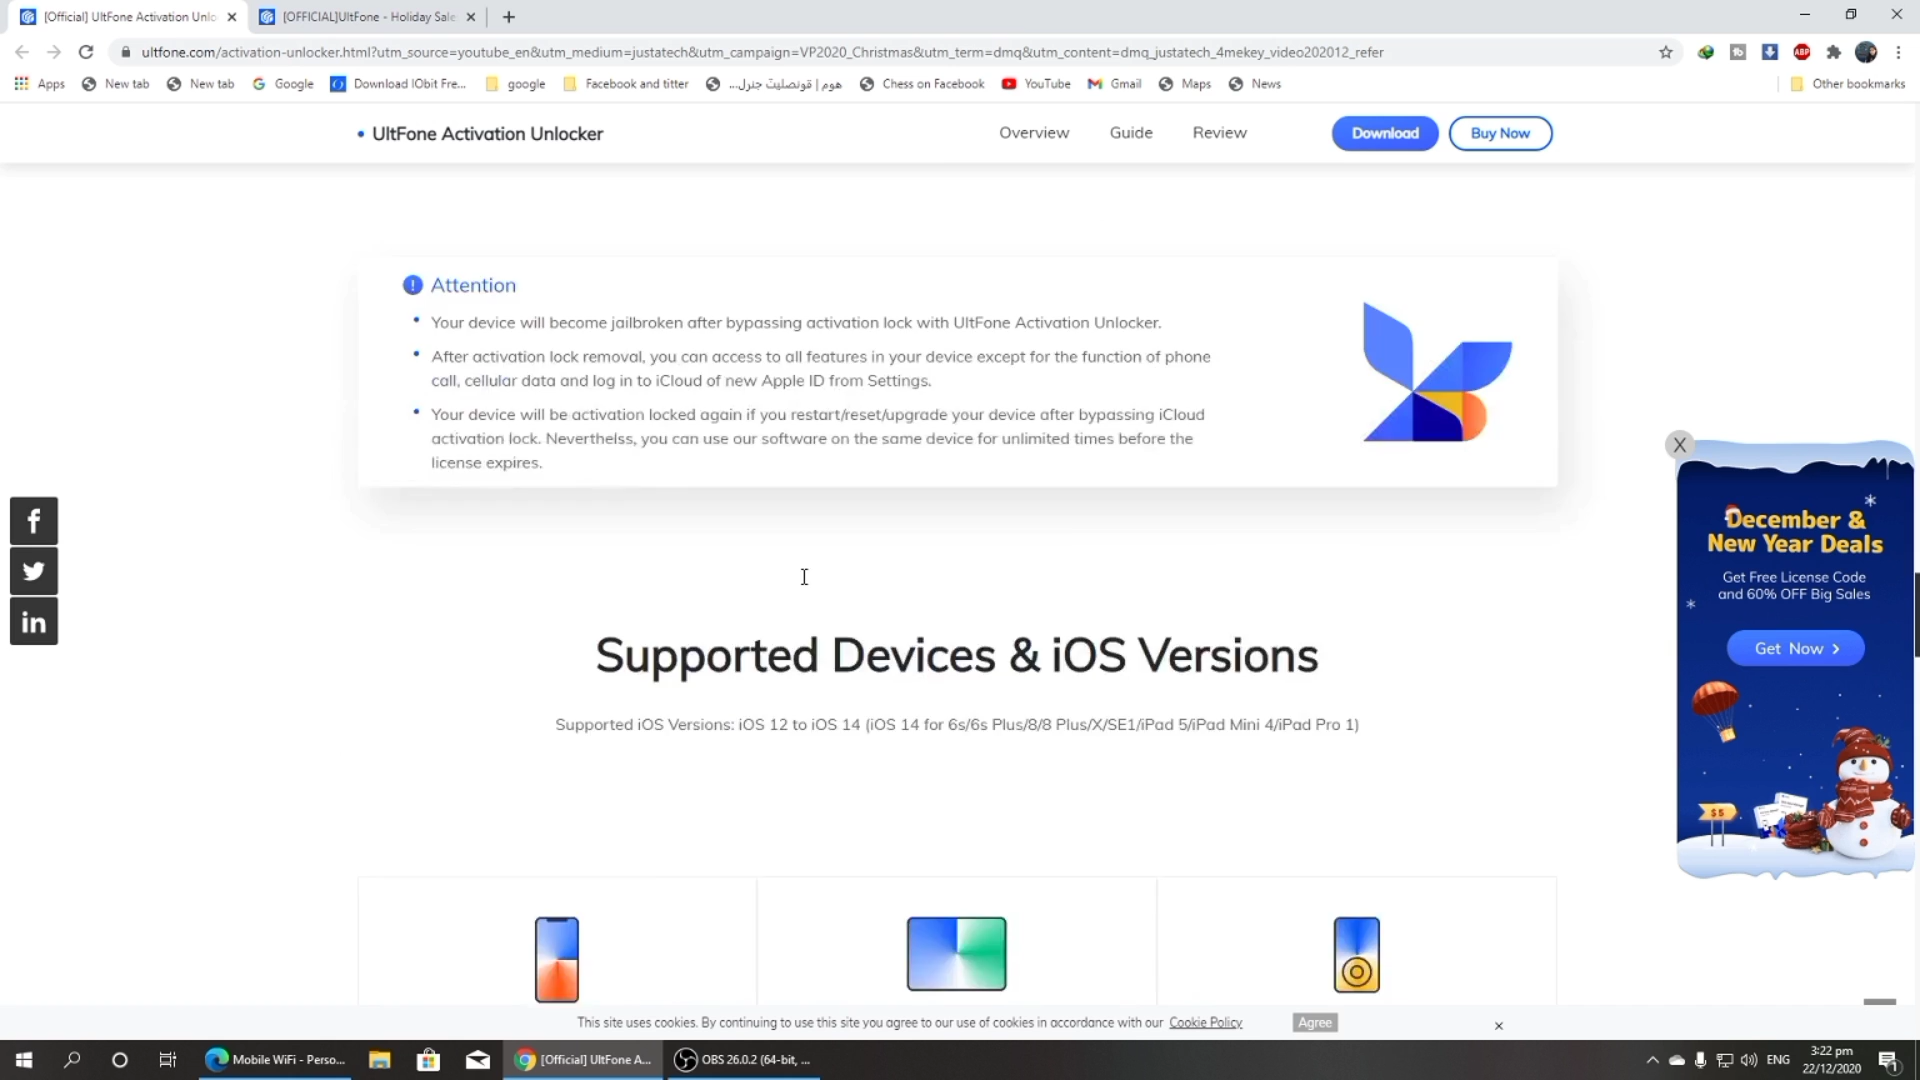 [Official] UltFone Activation Unlo
[OFFICIAL]UltFone - Holiday Sale
ultfone.com/activation-unlocker.html?utm_source=youtube_en&utm_medium=justatech&utm_campaign=VP2020_Christmas&utm_term=dmq&utm_content=dmq_justatech_4mekey_video202012_refer
ABP
Apps
New tab
New tab
Google
Download IObit Fre...
google
Facebook and titter
هوم | قونصلیٹ جنرل...
Chess on Facebook
YouTube
Gmail
Maps
News
Other bookmarks
UltFone Activation Unlocker
Overview
Guide
Review
Download
Buy Now
Attention
Your device will become jailbroken after bypassing activation lock with UltFone Activation Unlocker.
After activation lock removal, you can access to all features in your device except for the function of phone
call, cellular data and log in to iCloud of new Apple ID from Settings.
Your device will be activation locked again if you restart/reset/upgrade your device after bypassing iCloud
activation lock. Neverthelss, you can use our software on the same device for unlimited times before the
license expires.
X
December &
New Year Deals
Get Free License Code
and 60% OFF Big Sales
Get Now >
$5
Supported Devices & iOS Versions
Supported iOS Versions: iOS 12 to iOS 14 (iOS 14 for 6s/6s Plus/8/8 Plus/X/SE1/iPad 5/iPad Mini 4/iPad Pro 1)
This site uses cookies. By continuing to use this site you agree to our use of cookies in accordance with our Cookie Policy
Agree
Mobile WiFi - Perso...
[Official] UltFone A...
OBS 26.0.2 (64-bit, ...
ENG
3:22 pm
22/12/2020
1